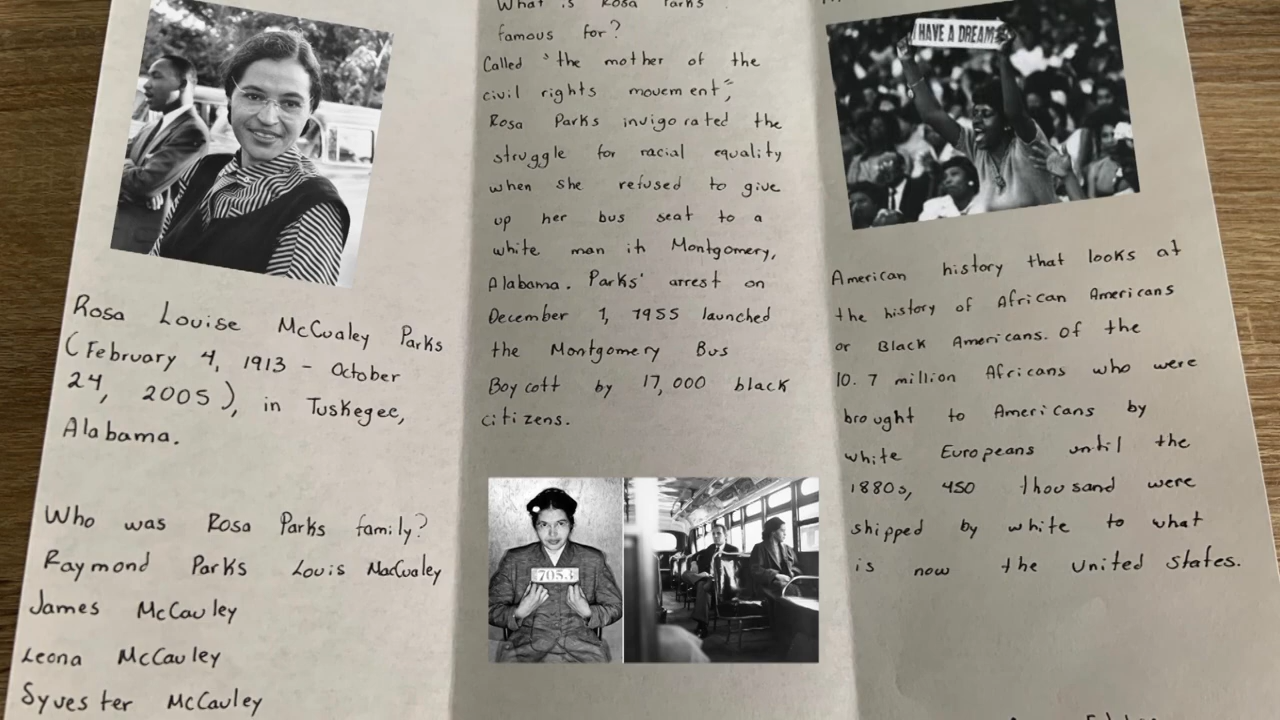 Rosa Louise McCualey Parks
(February 4, 1913 - October
24, 2005), in Tuskegee,
Alabama.
Who was Rosa Parks family?
Raymond Parks Louis MacCualey
James McCauley
Leona McCauley
Syvester McCauley
What is Rosa Parks
famous for?
Called "the mother of the
civil rights movement",
Rosa Parks invigorated the
struggle for racial equality
when she refused to give
up her bus seat to a
white man in Montgomery,
Alabama. Parks' arrest on
December 1, 1955 launched
the Montgomery Bus
Boycott by 17,000 black
citizens.
7053
I HAVE A DREAM
American history that looks at
the history of African Americans
or Black Americans. Of the
10.7 million Africans who were
brought to Americans by
white Europeans until the
1880s, 450 thousand were
shipped by white to what
is now the United States.